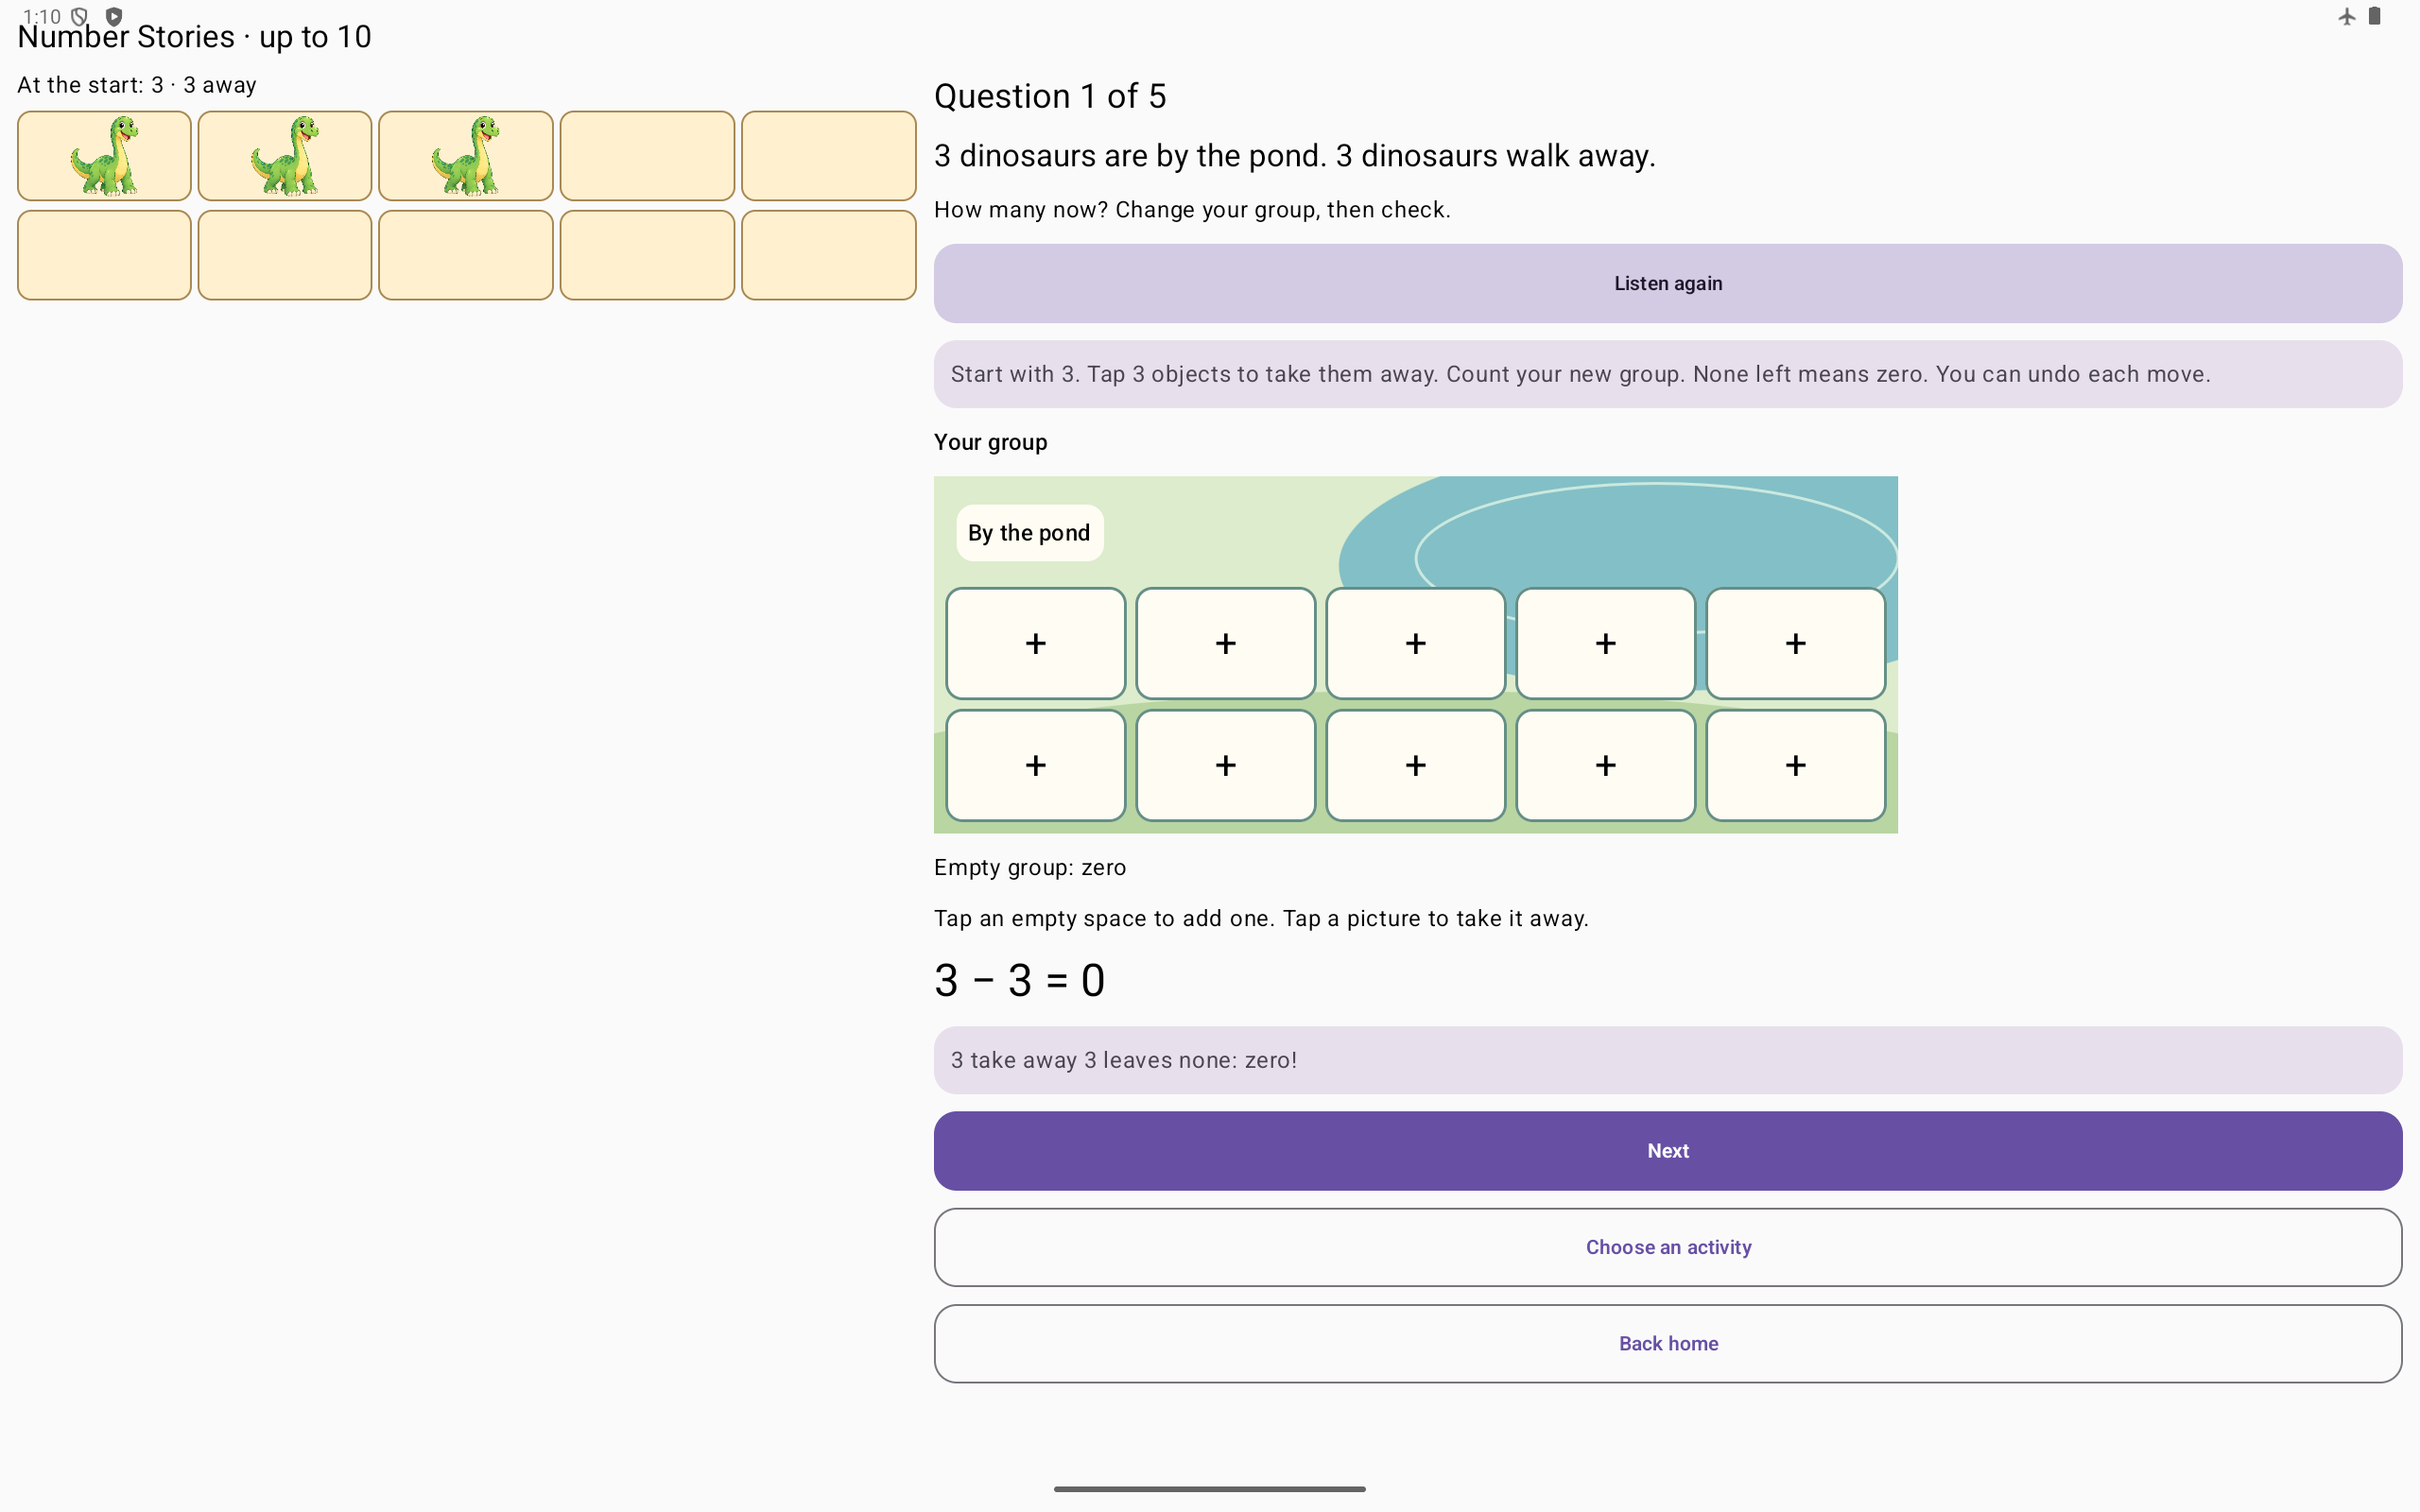 1:10
Number Stories · up to 10
At the start: 3 · 3 away
Question 1 of 5
3 dinosaurs are by the pond. 3 dinosaurs walk away.
How many now? Change your group, then check.
Listen again
Start with 3. Tap 3 objects to take them away. Count your new group. None left means zero. You can undo each move.
Your group
By the pond
+ + + + +
+ + + + +
Empty group: zero
Tap an empty space to add one. Tap a picture to take it away.
3 − 3 = 0
3 take away 3 leaves none: zero!
Next
Choose an activity
Back home